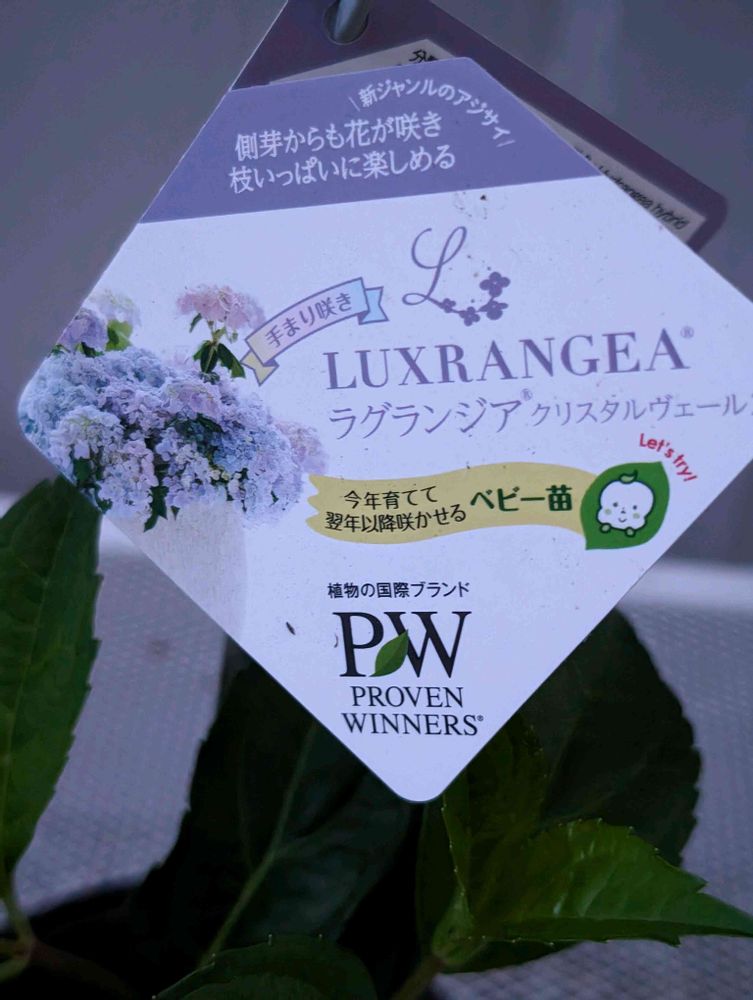 \新ジャンルのアジサイ/
側芽からも花が咲き
枝いっぱいに楽しめる
L
手まり咲き
LUXRANGEA®
ラグランジア®クリスタルヴェール
Let's try!
今年育てて
翌年以降咲かせる
ベビー苗
植物の国際ブランド
PW
PROVEN
WINNERS®